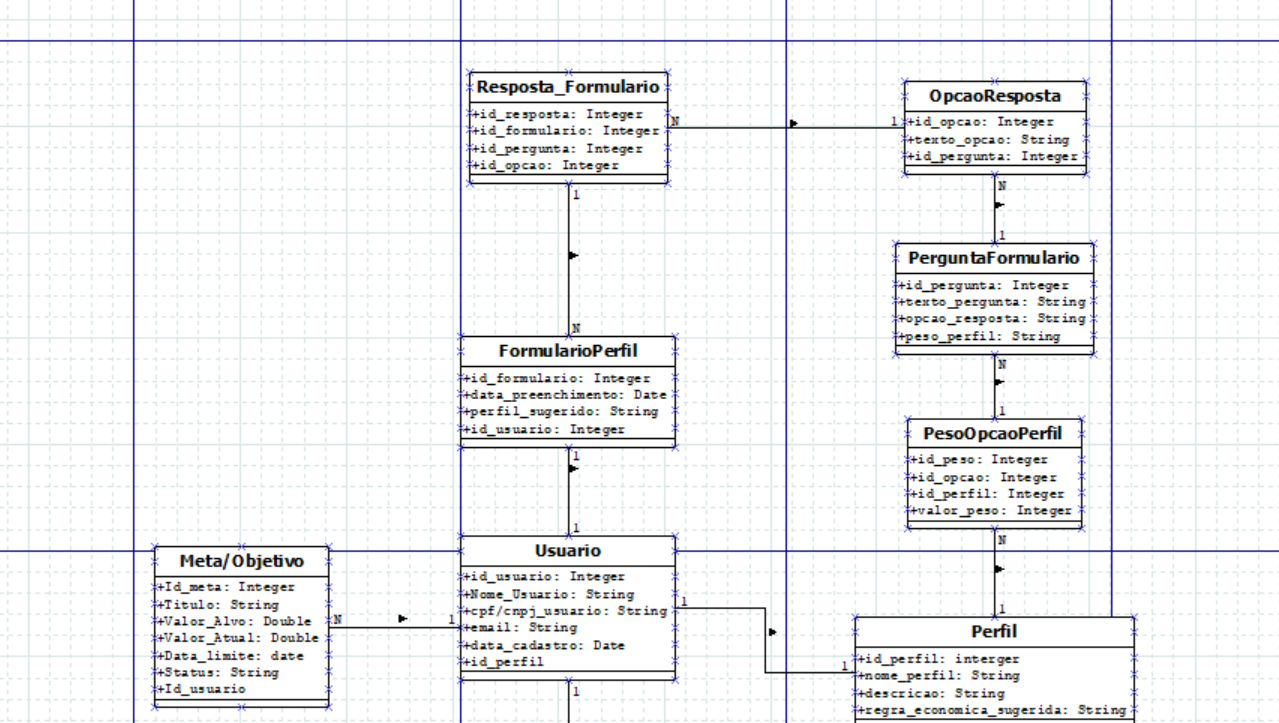 Resposta_Formulario
+id_resposta: Integer
+id_formulario: Integer
+id_pergunta: Integer
+id_opcao: Integer
N
1
OpcaoResposta
+id_opcao: Integer
+texto_opcao: String
+id_pergunta: Integer
1
N
N
1
PerguntaFormulario
+id_pergunta: Integer
+texto_pergunta: String
+opcao_resposta: String
+peso_perfil: String
FormularioPerfil
+id_formulario: Integer
+data_preenchimento: Date
+perfil_sugerido: String
+id_usuario: Integer
N
1
PesoOpcaoPerfil
+id_peso: Integer
+id_opcao: Integer
+id_perfil: Integer
+valor_peso: Integer
1
1
N
1
Meta/Objetivo
+Id_meta: Integer
+Titulo: String
+Valor_Alvo: Double
+Valor_Atual: Double
+Data_limite: date
+Status: String
+Id_usuario
N
1
Usuario
+id_usuario: Integer
+Nome_Usuario: String
+cpf/cnpj_usuario: String
+email: String
+data_cadastro: Date
+id_perfil
1
1
1
Perfil
+id_perfil: interger
+nome_perfil: String
+descricao: String
+regra_economica_sugerida: String